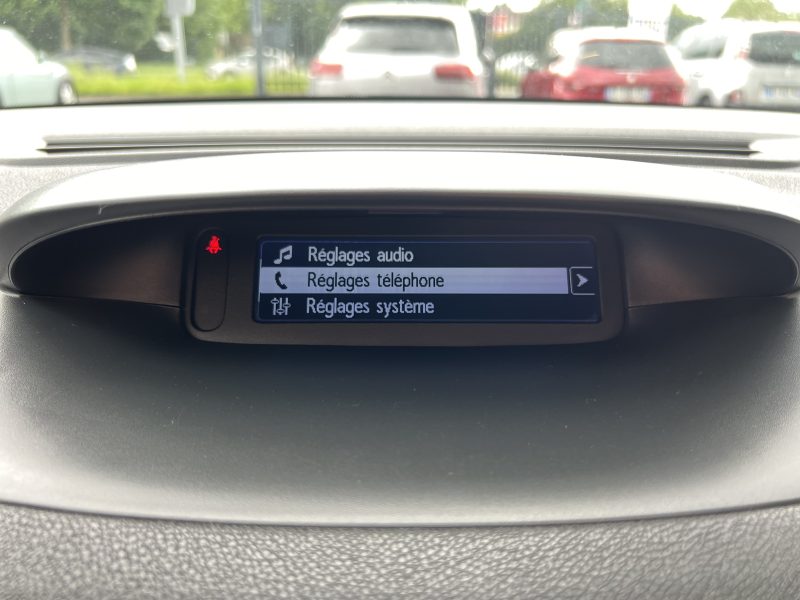 Réglages audio
Réglages téléphone
Réglages système